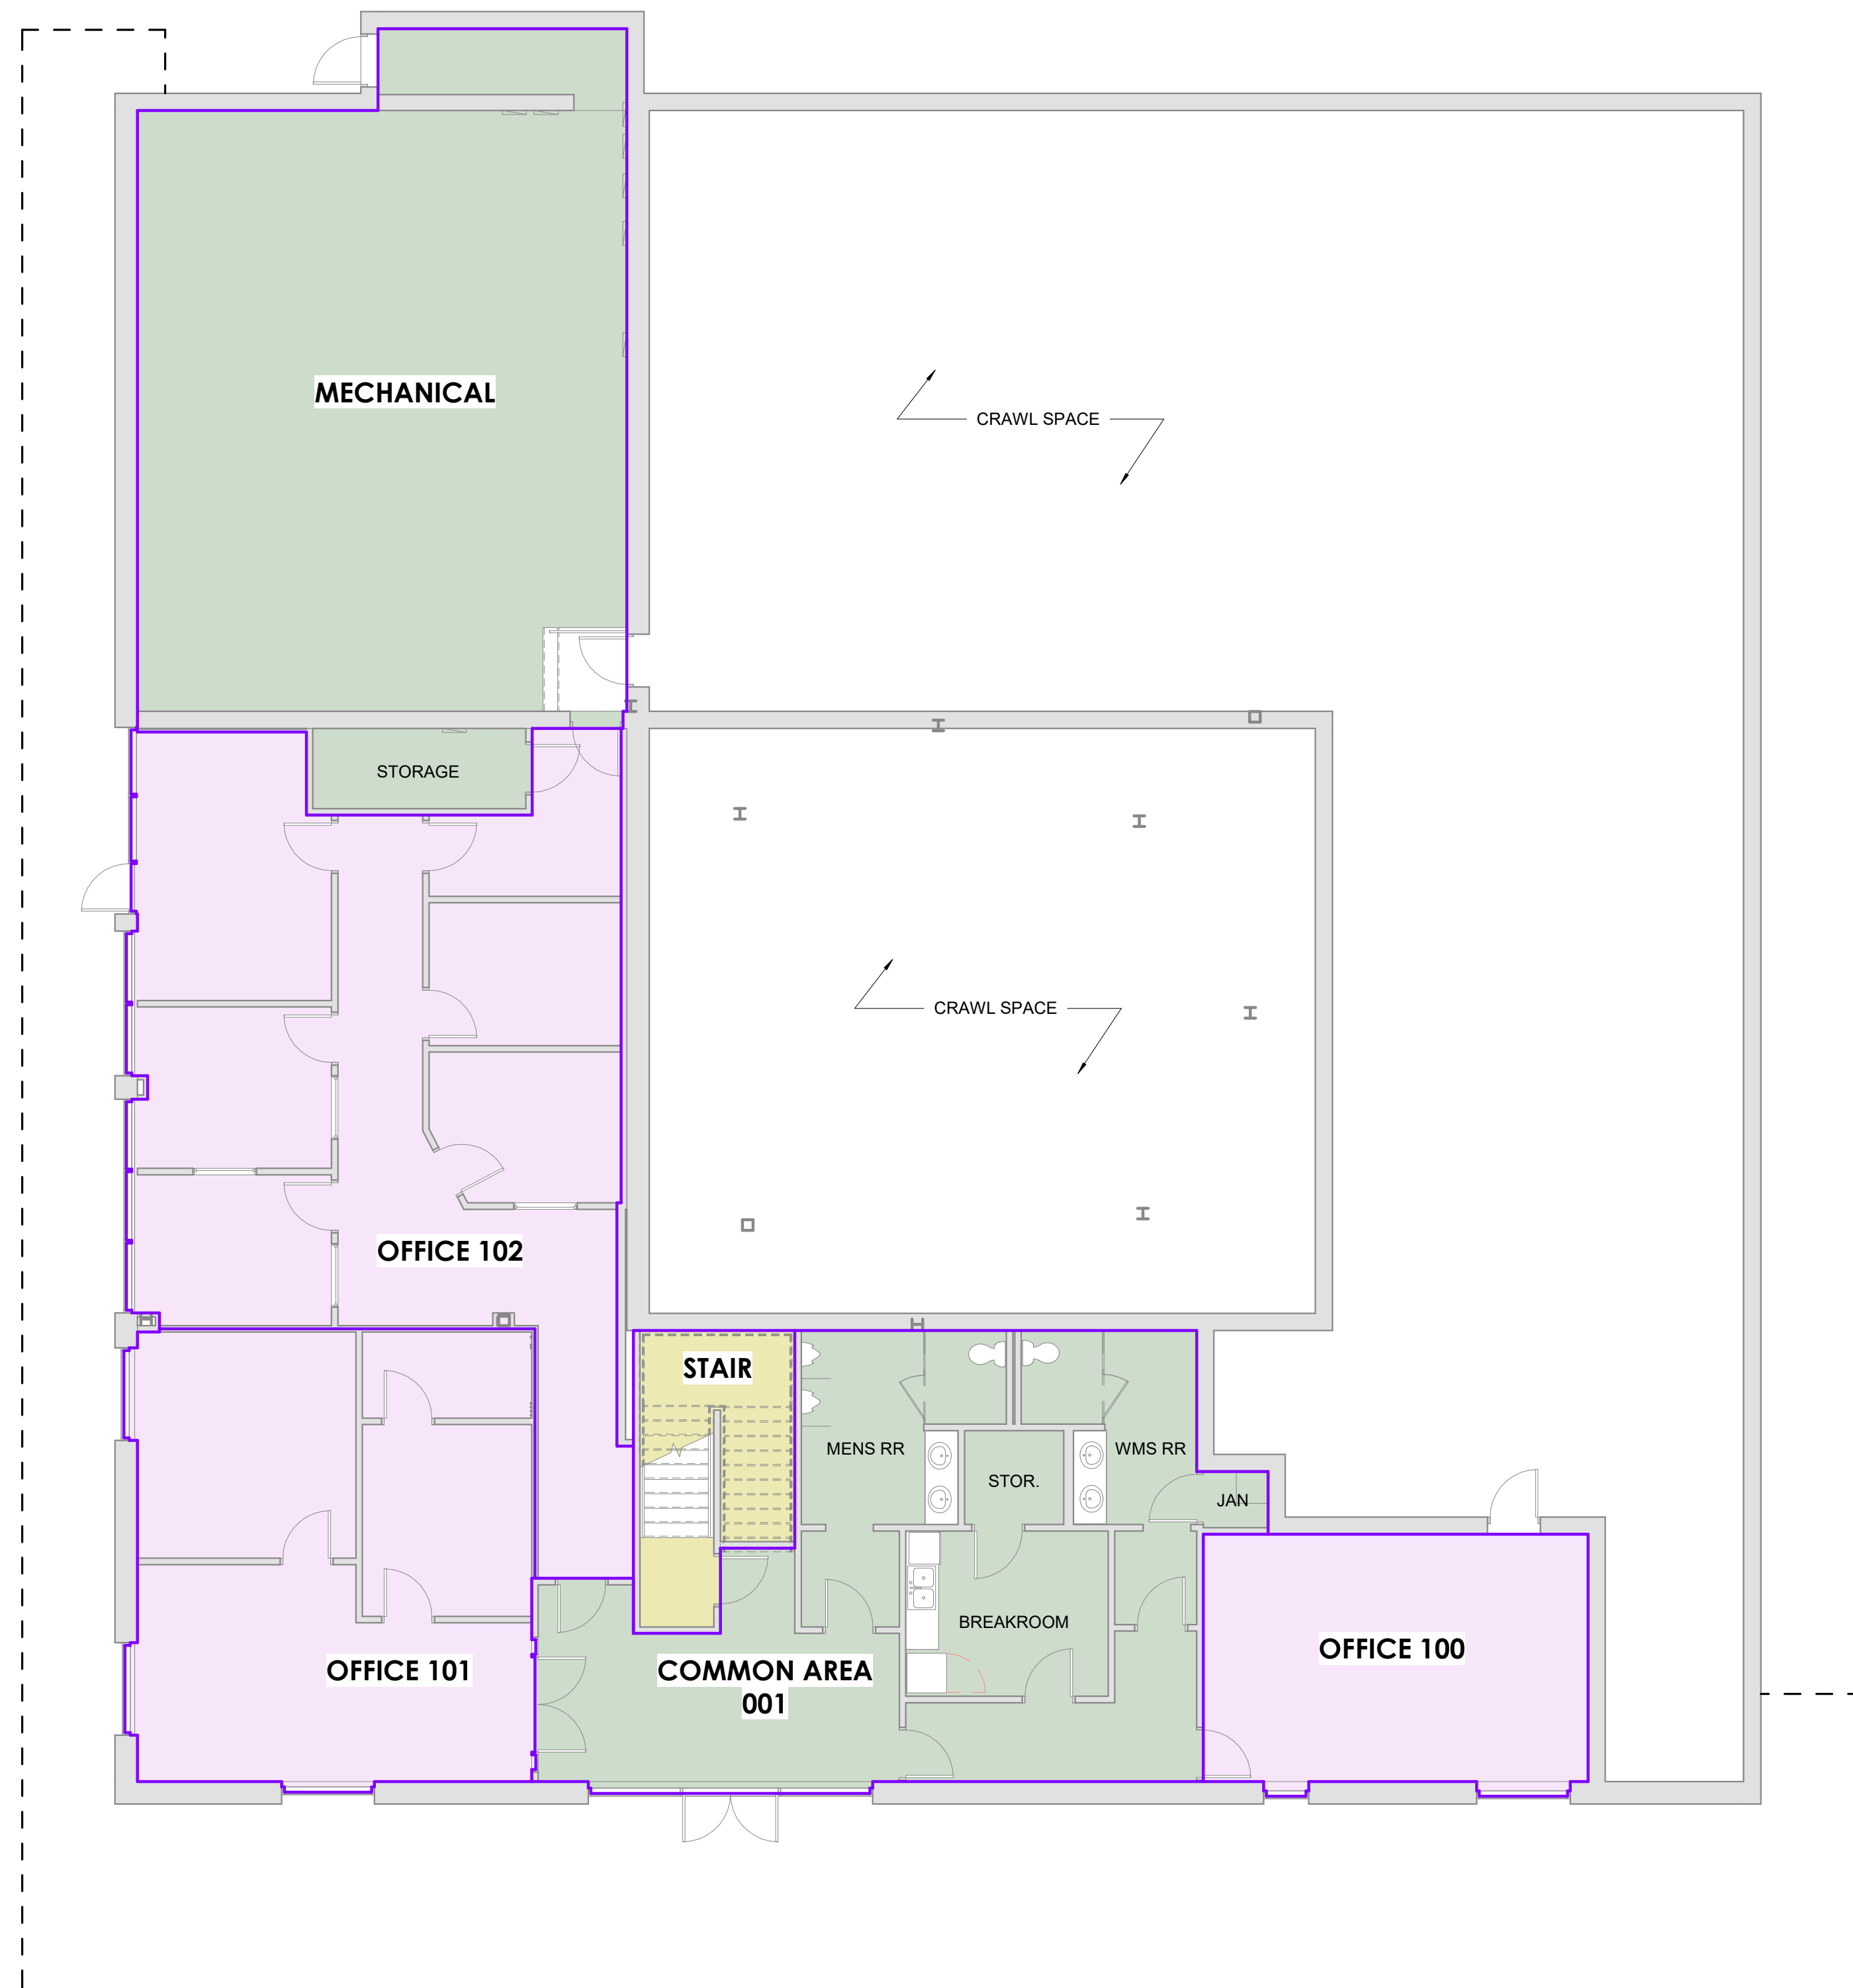 MECHANICAL
CRAWL SPACE
STORAGE
CRAWL SPACE
OFFICE 102
STAIR
MENS RR
WMS RR
STOR.
JAN
BREAKROOM
OFFICE 100
OFFICE 101
COMMON AREA
001